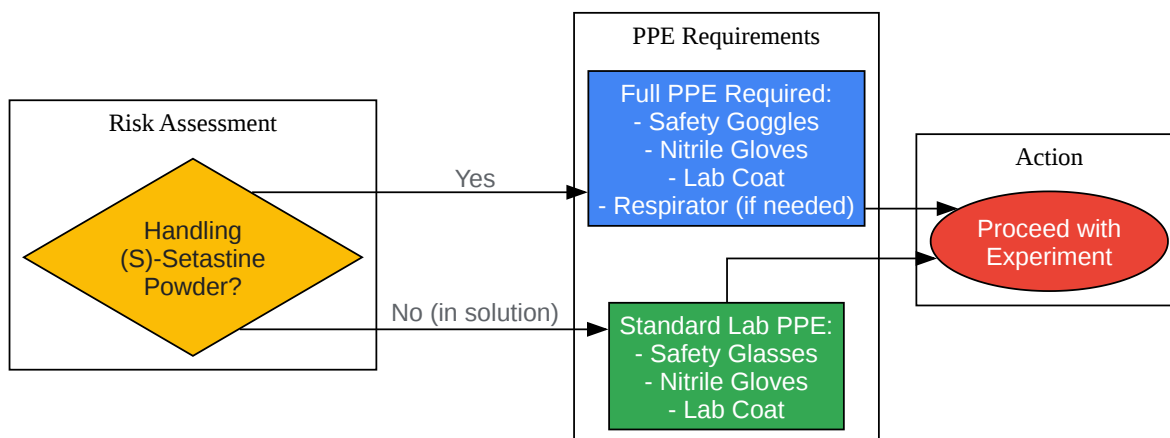 Risk Assessment
Handling
(S)-Setastine
Powder?
Yes
No (in solution)
PPE Requirements
Full PPE Required:
- Safety Goggles
- Nitrile Gloves
- Lab Coat
- Respirator (if needed)
Standard Lab PPE:
- Safety Glasses
- Nitrile Gloves
- Lab Coat
Action
Proceed with
Experiment